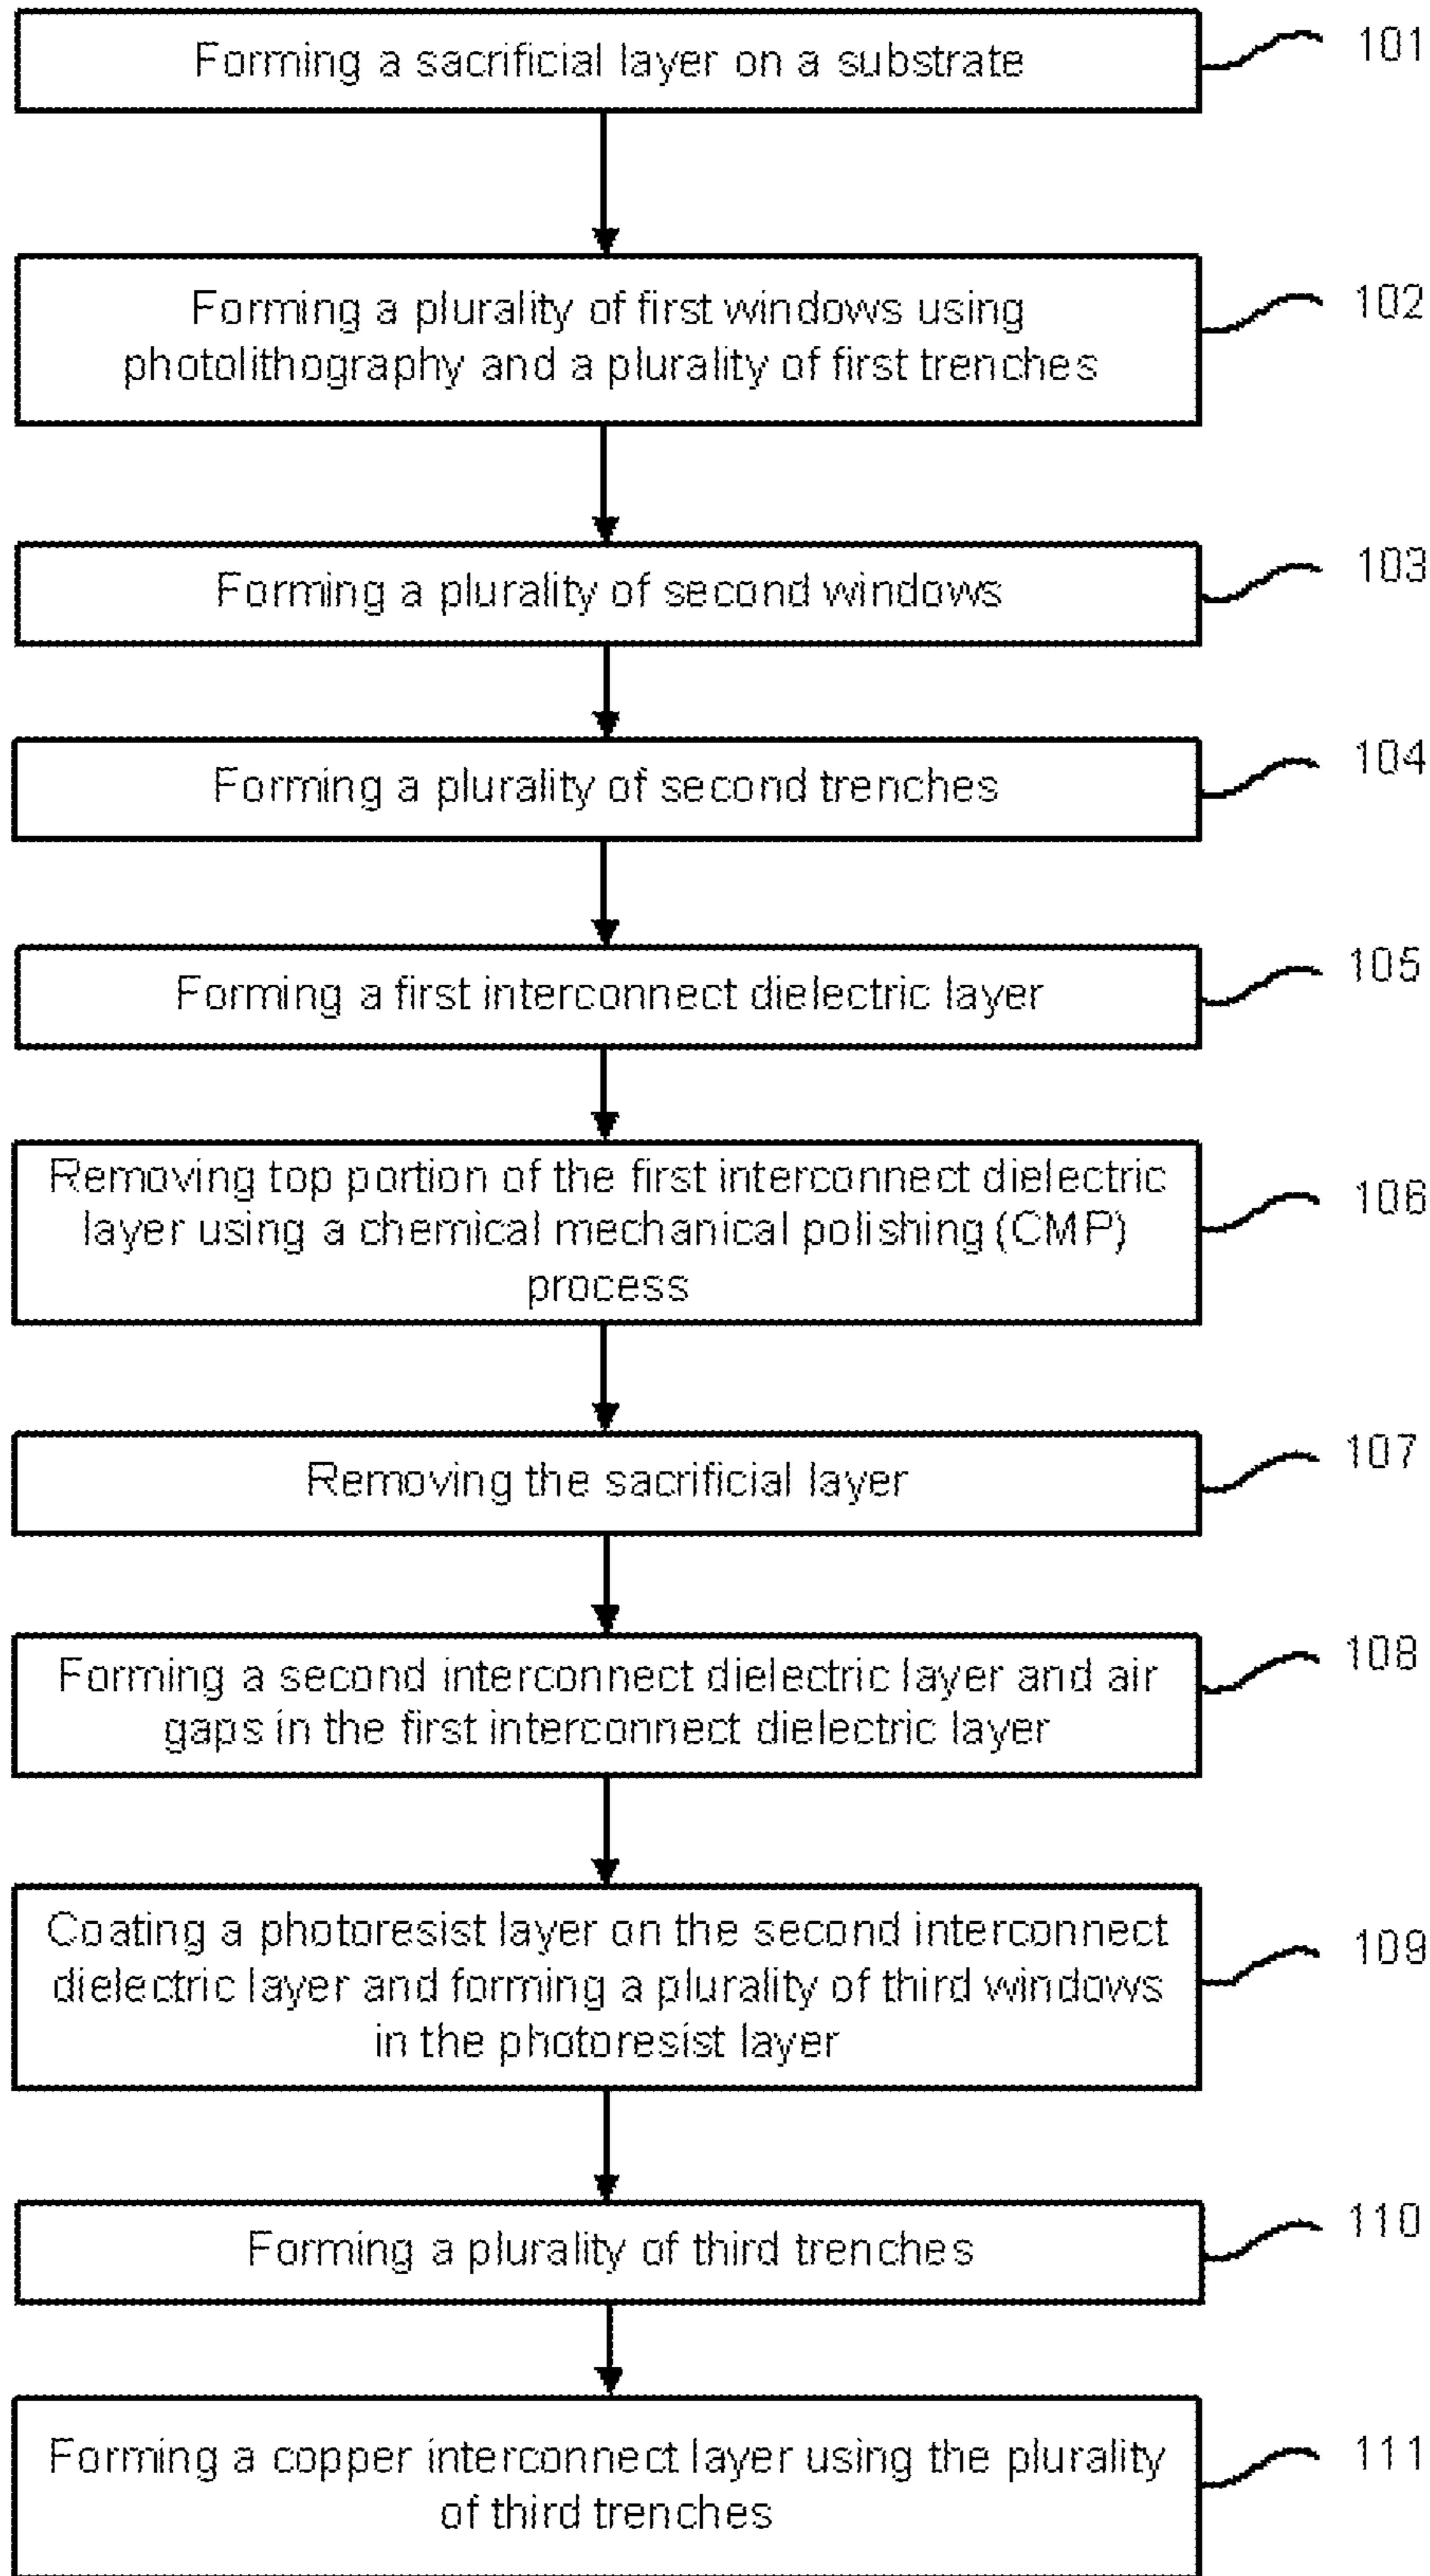 Forming a sacrificial layer on a substrate
101
Forming a plurality of first windows using
photolithography and a plurality of first trenches
102
Forming a plurality of second windows
103
Forming a plurality of second trenches
104
Forming a first interconnect dielectric layer
105
Removing top portion of the first interconnect dielectric
layer using a chemical mechanical polishing (CMP)
process
106
Removing the sacrificial layer
107
Forming a second interconnect dielectric layer and air
gaps in the first interconnect dielectric layer
108
Coating a photoresist layer on the second interconnect
dielectric layer and forming a plurality of third windows
in the photoresist layer
109
Forming a plurality of third trenches
110
Forming a copper interconnect layer using the plurality
of third trenches
111